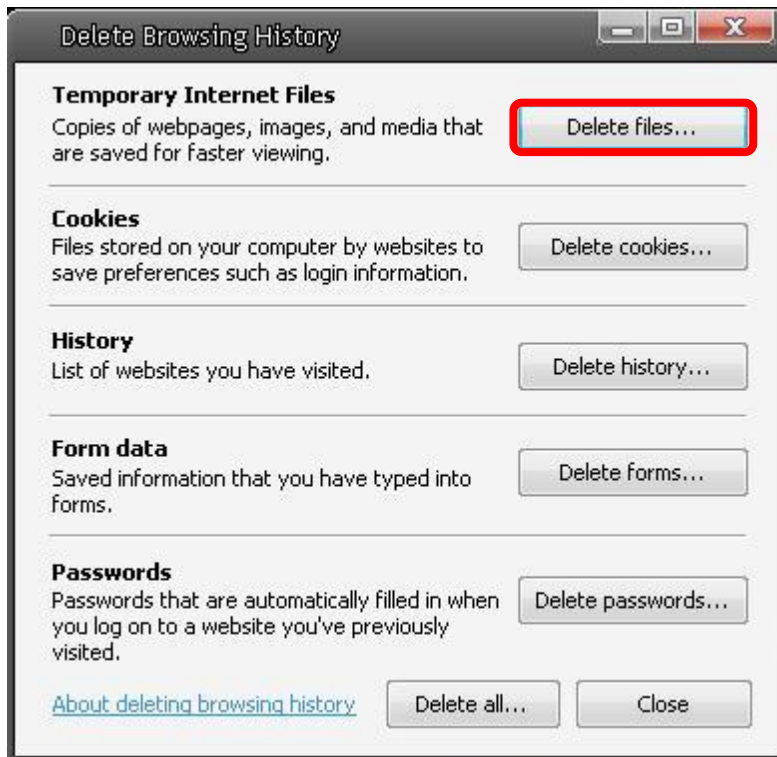 Delete Browsing History
Temporary Internet Files
Copies of webpages, images, and media that
are saved for faster viewing.
Delete files...
Cookies
Files stored on your computer by websites to
save preferences such as login information.
Delete cookies...
History
List of websites you have visited.
Delete history...
Form data
Saved information that you have typed into
forms.
Delete forms...
Passwords
Passwords that are automatically filled in when
you log on to a website you've previously
visited.
Delete passwords...
About deleting browsing history
Delete all...
Close